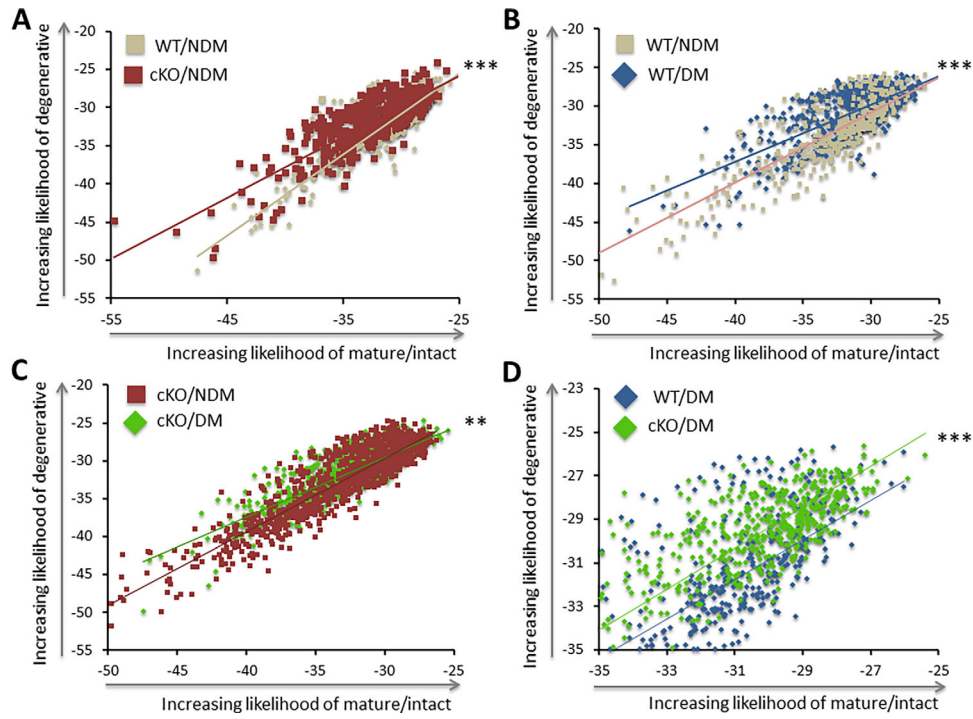 A
Increasing likelihood of degenerative
-20
-25
-30
-35
-40
-45
-50
-55
WT/NDM
cKO/NDM
***
-55
-45
-35
-25
Increasing likelihood of mature/intact
B
Increasing likelihood of degenerative
-20
-25
-30
-35
-40
-45
-50
-55
WT/NDM
WT/DM
***
-50
-45
-40
-35
-30
-25
Increasing likelihood of mature/intact
C
Increasing likelihood of degenerative
-20
-25
-30
-35
-40
-45
-50
-55
cKO/NDM
cKO/DM
**
-50
-45
-40
-35
-30
-25
Increasing likelihood of mature/intact
D
Increasing likelihood of degenerative
-23
-25
-27
-29
-31
-33
-35
WT/DM
cKO/DM
***
-35
-33
-31
-29
-27
-25
Increasing likelihood of mature/intact